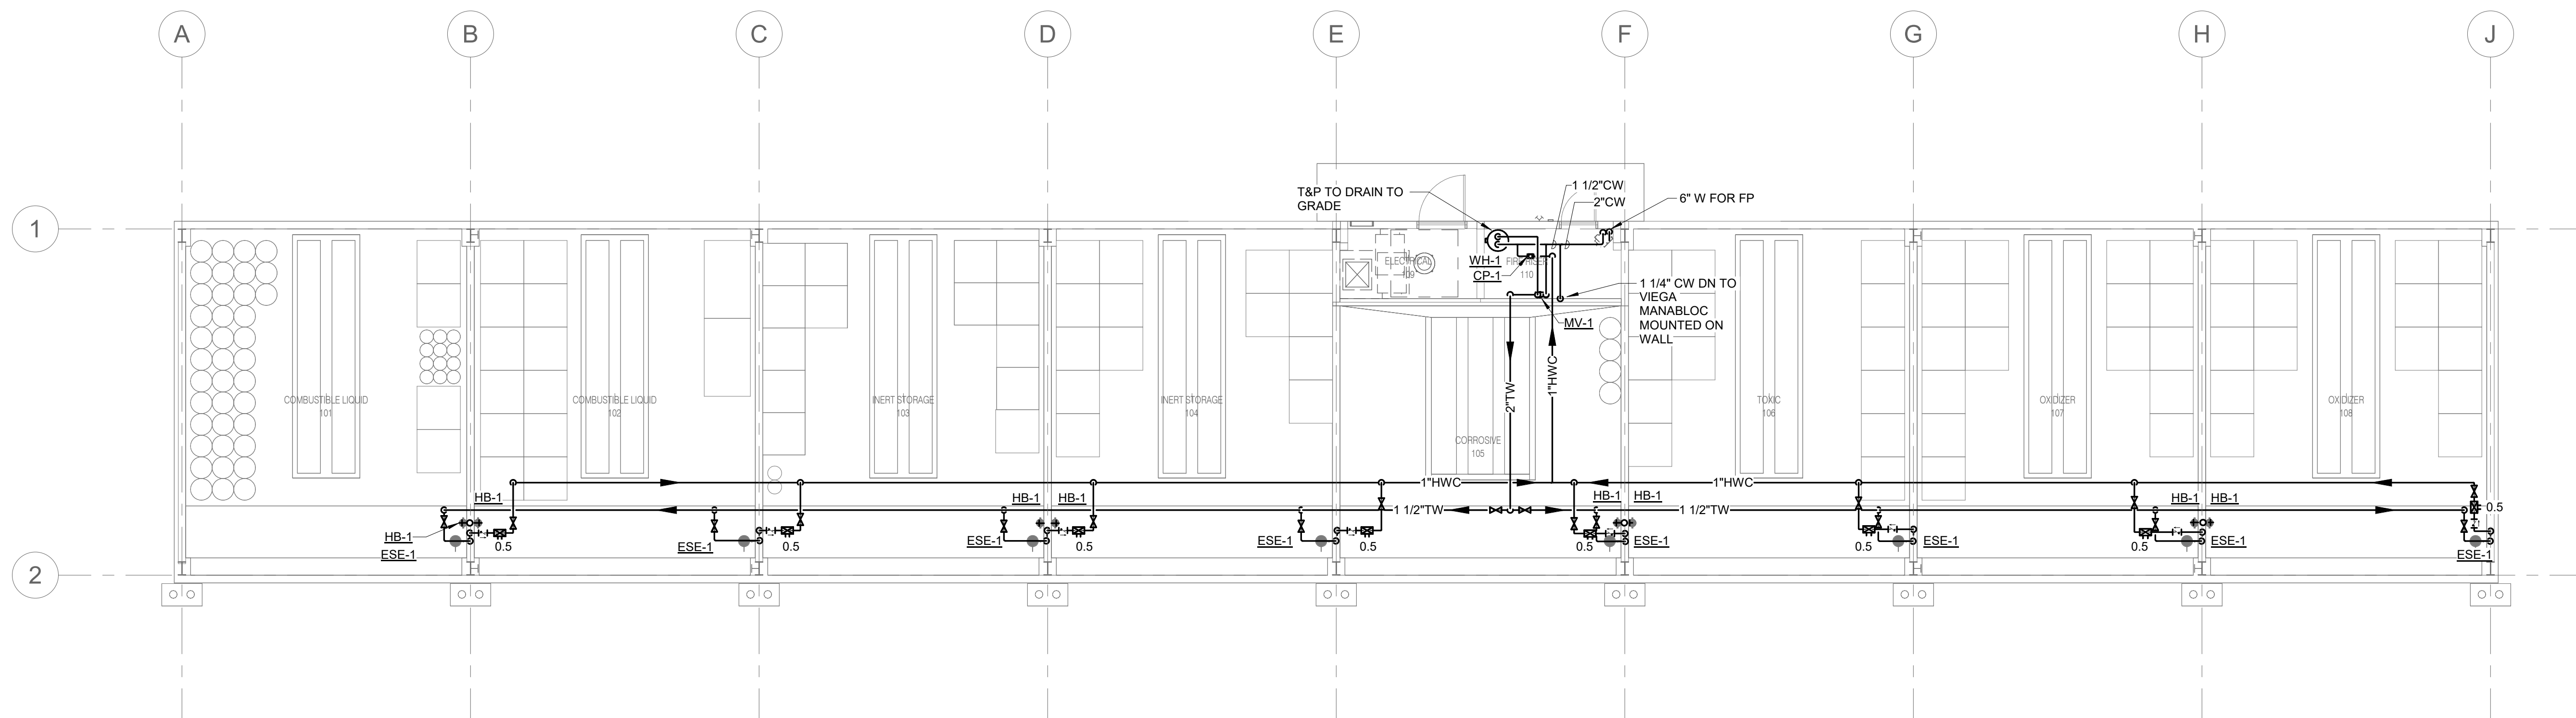 A
B
C
D
E
F
G
H
J
1
2
T&P TO DRAIN TO
GRADE
1 1/2"CW
2"CW
6" W FOR FP
ELECTRICAL
109
WH-1
CP-1
FIRE RISER
110
1 1/4" CW DN TO
VIEGA
MANABLOC
MOUNTED ON
WALL
MV-1
2"TW
1"HWC
COMBUSTIBLE LIQUID
101
COMBUSTIBLE LIQUID
102
INERT STORAGE
103
INERT STORAGE
104
CORROSIVE
105
TOXIC
106
OXIDIZER
107
OXIDIZER
108
1"HWC
1"HWC
HB-1
HB-1
HB-1
HB-1
HB-1
HB-1
HB-1
1 1/2"TW
1 1/2"TW
HB-1
0.5
0.5
0.5
0.5
0.5
0.5
0.5
0.5
ESE-1
ESE-1
ESE-1
ESE-1
ESE-1
ESE-1
ESE-1
ESE-1